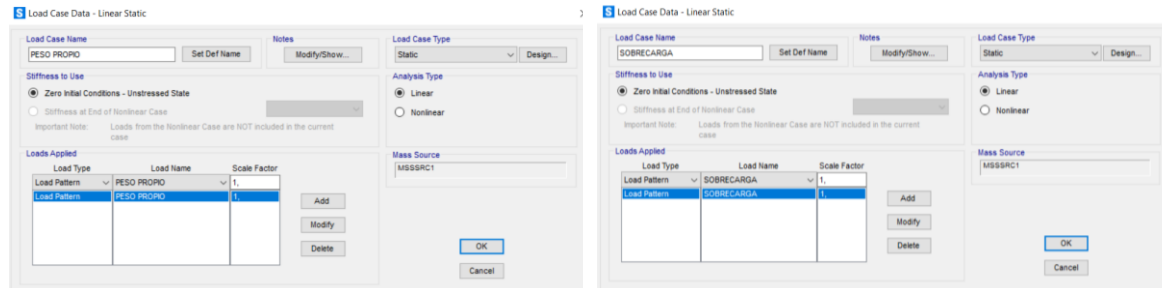 S Load Case Data - Linear Static
Load Case Name
PESO PROPIO
Set Def Name
Notes
Modify/Show...
Load Case Type
Static
Design...
Stiffness to Use
Zero Initial Conditions - Unstressed State
Stiffness at End of Nonlinear Case
Important Note: Loads from the Nonlinear Case are NOT included in the current
case
Analysis Type
Linear
Nonlinear
Loads Applied
Load Type Load Name Scale Factor
Load Pattern PESO PROPIO 1,
Load Pattern PESO PROPIO 1,
Add
Modify
Delete
Mass Source
MSSSRC1
OK
Cancel
S Load Case Data - Linear Static
Load Case Name
SOBRECARGA
Set Def Name
Notes
Modify/Show...
Load Case Type
Static
Design...
Stiffness to Use
Zero Initial Conditions - Unstressed State
Stiffness at End of Nonlinear Case
Important Note: Loads from the Nonlinear Case are NOT included in the current
case
Analysis Type
Linear
Nonlinear
Loads Applied
Load Type Load Name Scale Factor
Load Pattern SOBRECARGA 1,
Load Pattern SOBRECARGA 1,
Add
Modify
Delete
Mass Source
MSSSRC1
OK
Cancel